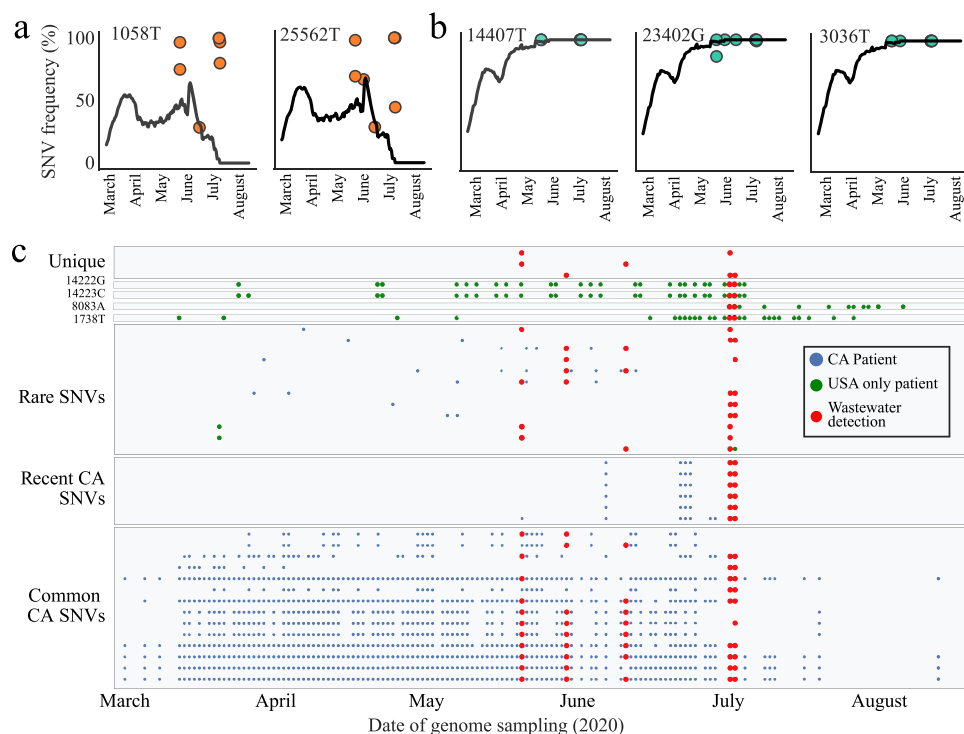 a
b
SNV frequency (%)
100
50
0
1058T
25562T
14407T
23402G
3036T
March
April
May
June
July
August
March
April
May
June
July
August
March
April
May
June
July
August
March
April
May
June
July
August
March
April
May
June
July
August
c
Unique
14222G
14223C
8083A
1738T
Rare SNVs
Recent CA
SNVs
Common
CA SNVs
CA Patient
USA only patient
Wastewater
detection
March
April
May
June
July
August
Date of genome sampling (2020)